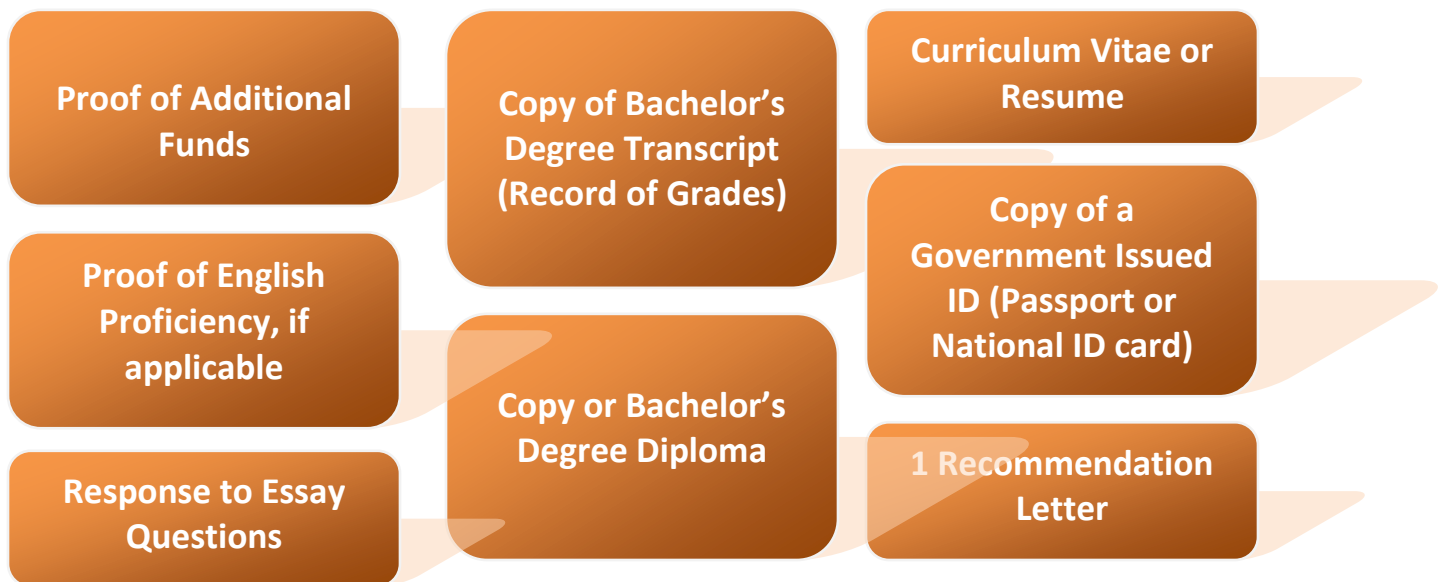 Proof of Additional
Funds
Proof of English
Proficiency, if
applicable
Response to Essay
Questions
Copy of Bachelor’s
Degree Transcript
(Record of Grades)
Copy or Bachelor’s
Degree Diploma
Curriculum Vitae or
Resume
Copy of a
Government Issued
ID (Passport or
National ID card)
1 Recommendation
Letter